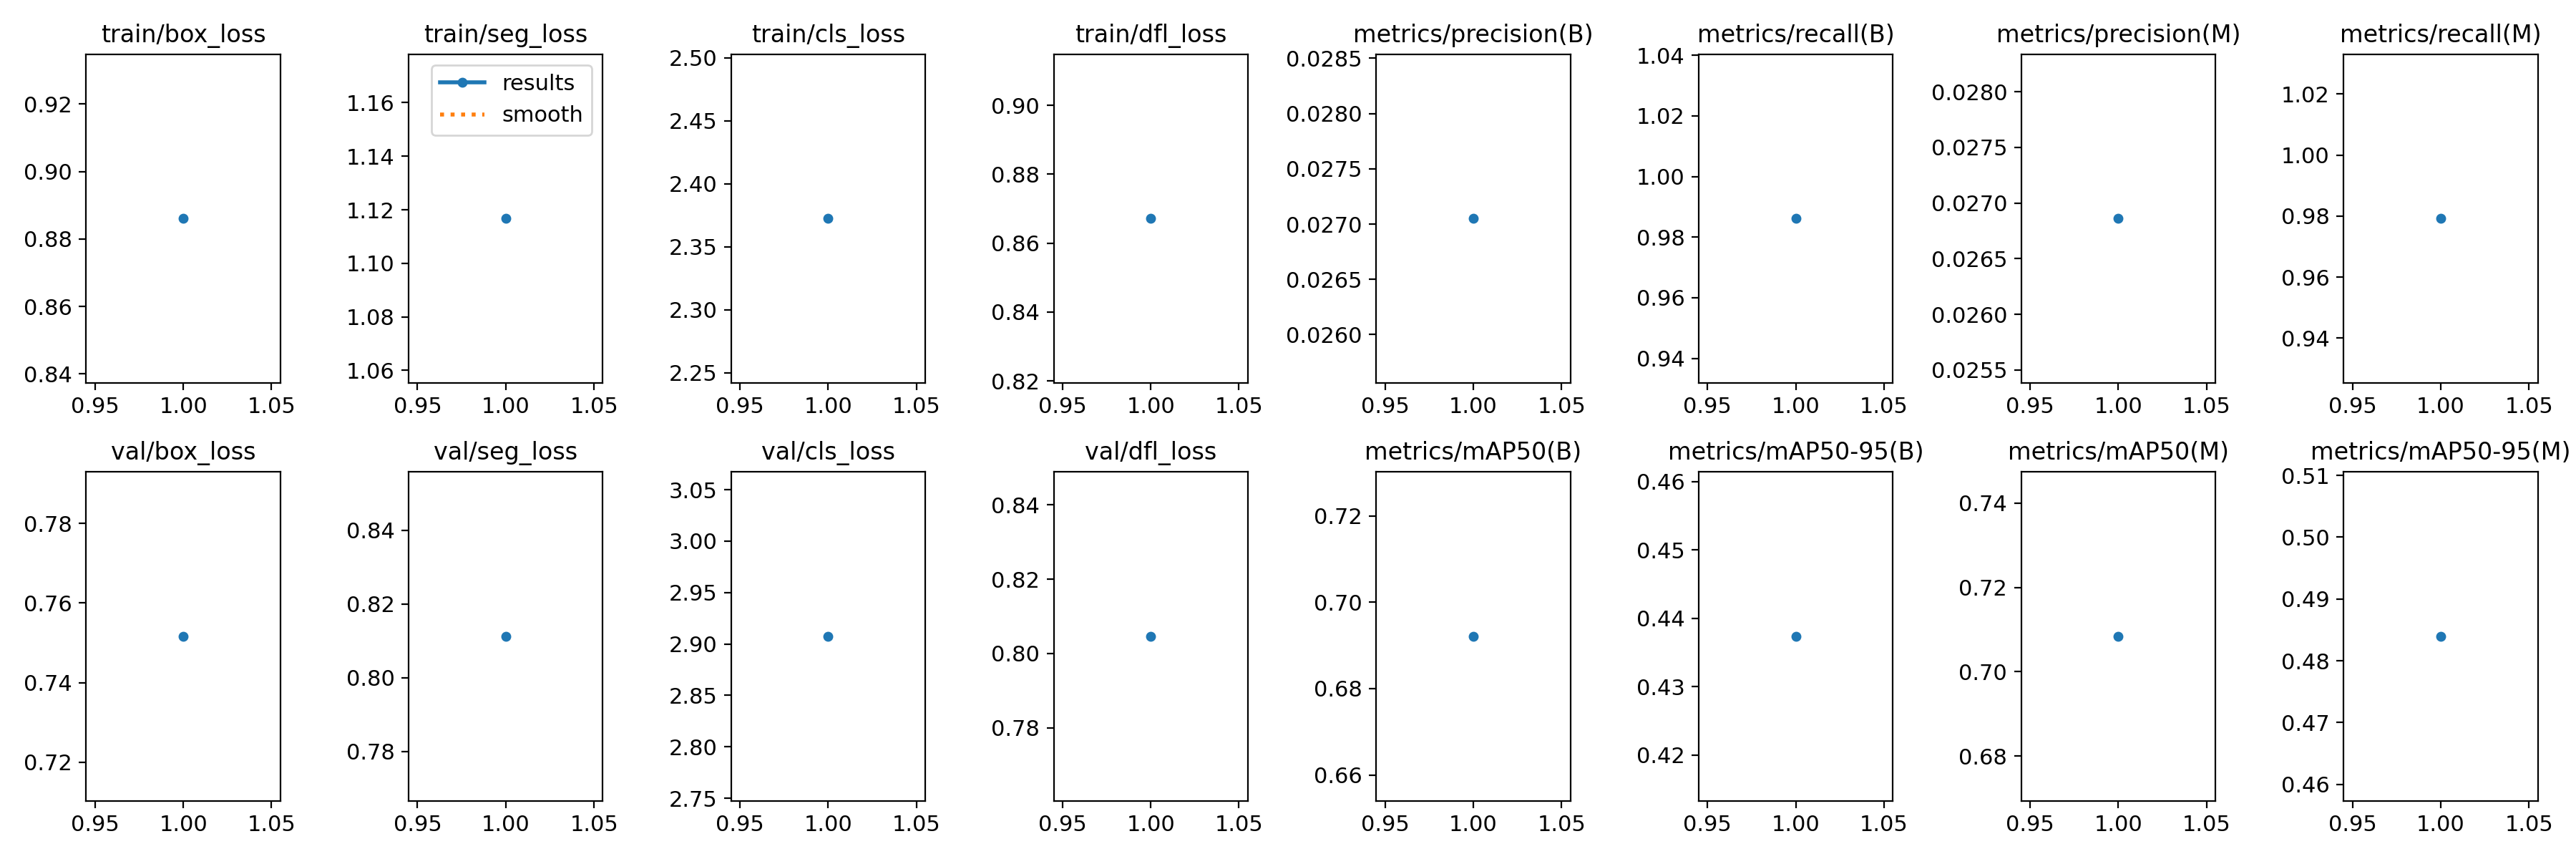 train/box_loss
0.92
0.90
0.88
0.86
0.84
0.95 1.00 1.05
train/seg_loss
results
smooth
1.16
1.14
1.12
1.10
1.08
1.06
0.95 1.00 1.05
train/cls_loss
2.50
2.45
2.40
2.35
2.30
2.25
0.95 1.00 1.05
train/dfl_loss
0.90
0.88
0.86
0.84
0.82
0.95 1.00 1.05
metrics/precision(B)
0.0285
0.0280
0.0275
0.0270
0.0265
0.0260
0.95 1.00 1.05
metrics/recall(B)
1.04
1.02
1.00
0.98
0.96
0.94
0.95 1.00 1.05
metrics/precision(M)
0.0280
0.0275
0.0270
0.0265
0.0260
0.0255
0.95 1.00 1.05
metrics/recall(M)
1.02
1.00
0.98
0.96
0.94
0.95 1.00 1.05
val/box_loss
0.78
0.76
0.74
0.72
0.95 1.00 1.05
val/seg_loss
0.84
0.82
0.80
0.78
0.95 1.00 1.05
val/cls_loss
3.05
3.00
2.95
2.90
2.85
2.80
2.75
0.95 1.00 1.05
val/dfl_loss
0.84
0.82
0.80
0.78
0.95 1.00 1.05
metrics/mAP50(B)
0.72
0.70
0.68
0.66
0.95 1.00 1.05
metrics/mAP50-95(B)
0.46
0.45
0.44
0.43
0.42
0.95 1.00 1.05
metrics/mAP50(M)
0.74
0.72
0.70
0.68
0.95 1.00 1.05
metrics/mAP50-95(M)
0.51
0.50
0.49
0.48
0.47
0.46
0.95 1.00 1.05